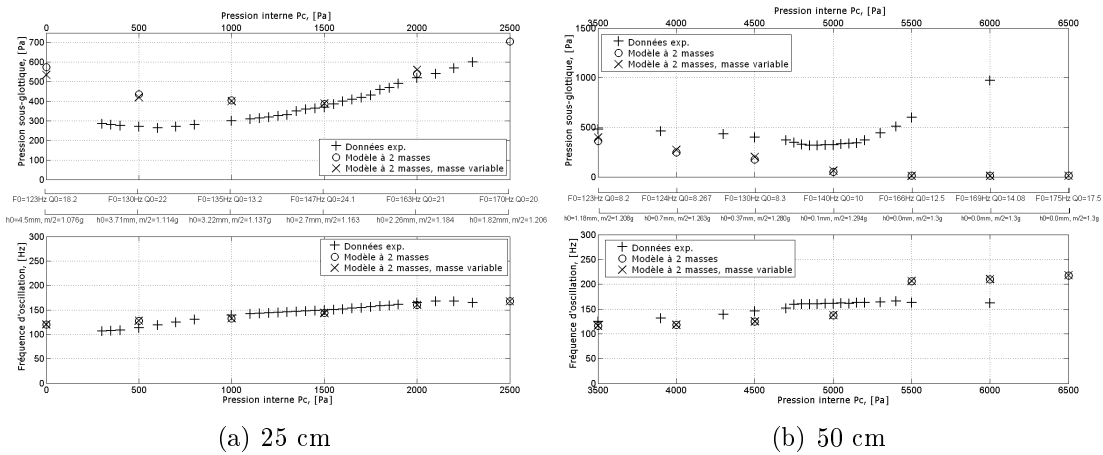 Pression interne Pc, [Pa]
0 500 1000 1500 2000 2500
Pression sous-glottique, [Pa]
700
600
500
400
300
200
100
0
Données exp.
Modèle à 2 masses
Modèle à 2 masses, masse variable
F0=123Hz Q0=18.2 F0=130Hz Q0=22 F0=135Hz Q0=13.2 F0=147Hz Q0=24.1 F0=163Hz Q0=21 F0=170Hz Q0=20
h0=4.5mm, m/2=1.076g h0=3.71mm, m/2=1.114g h0=3.22mm, m/2=1.137g h0=2.7mm, m/2=1.163 h0=2.26mm, m/2=1.184 h0=1.82mm, m/2=1.206
Fréquence d'oscillation, [Hz]
300
250
200
150
100
50
0
Données exp.
Modèle à 2 masses
Modèle à 2 masses, masse variable
0 500 1000 1500 2000 2500
Pression interne Pc, [Pa]
(a) 25 cm
Pression interne Pc, [Pa]
3500 4000 4500 5000 5500 6000 6500
Pression sous-glottique, [Pa]
1500
1000
500
0
Données exp.
Modèle à 2 masses
Modèle à 2 masses, masse variable
F0=123Hz Q0=8.2 F0=124Hz Q0=8.267 F0=130Hz Q0=8.3 F0=140Hz Q0=10 F0=166Hz Q0=12.5 F0=169Hz Q0=14.08 F0=175Hz Q0=17.5
h0=1.16mm, m/2=1.208g h0=0.7mm, m/2=1.263g h0=0.37mm, m/2=1.280g h0=0.1mm, m/2=1.294g h0=0.0mm, m/2=1.3g h0=0.0mm, m/2=1.3g h0=0.0mm, m/2=1.3g
Fréquence d'oscillation, [Hz]
300
250
200
150
100
50
0
Données exp.
Modèle à 2 masses
Modèle à 2 masses, masse variable
3500 4000 4500 5000 5500 6000 6500
Pression interne Pc, [Pa]
(b) 50 cm